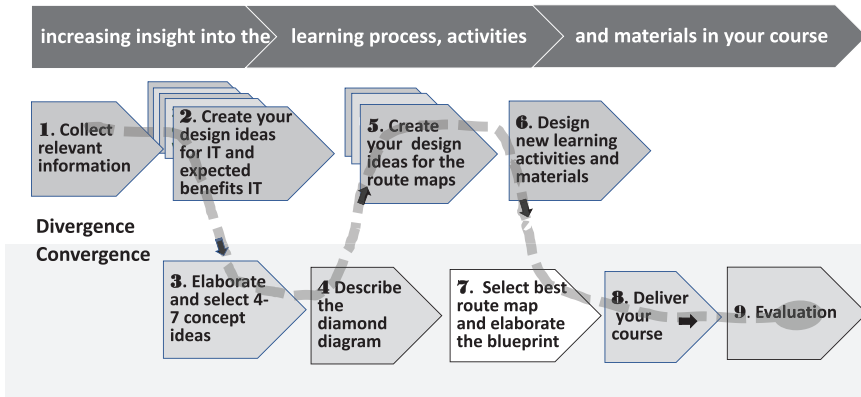 increasing insight into the
learning process, activities
and materials in your course
1. Collect
relevant
information
2. Create your
design ideas
for IT and
expected
benefits IT
5. Create
your design
ideas for the
route maps
6. Design
new learning
activities and
materials
Divergence
Convergence
3. Elaborate
and select 4-
7 concept
ideas
4 Describe
the
diamond
diagram
7. Select best
route map
and elaborate
the blueprint
8. Deliver
your
course
9. Evaluation